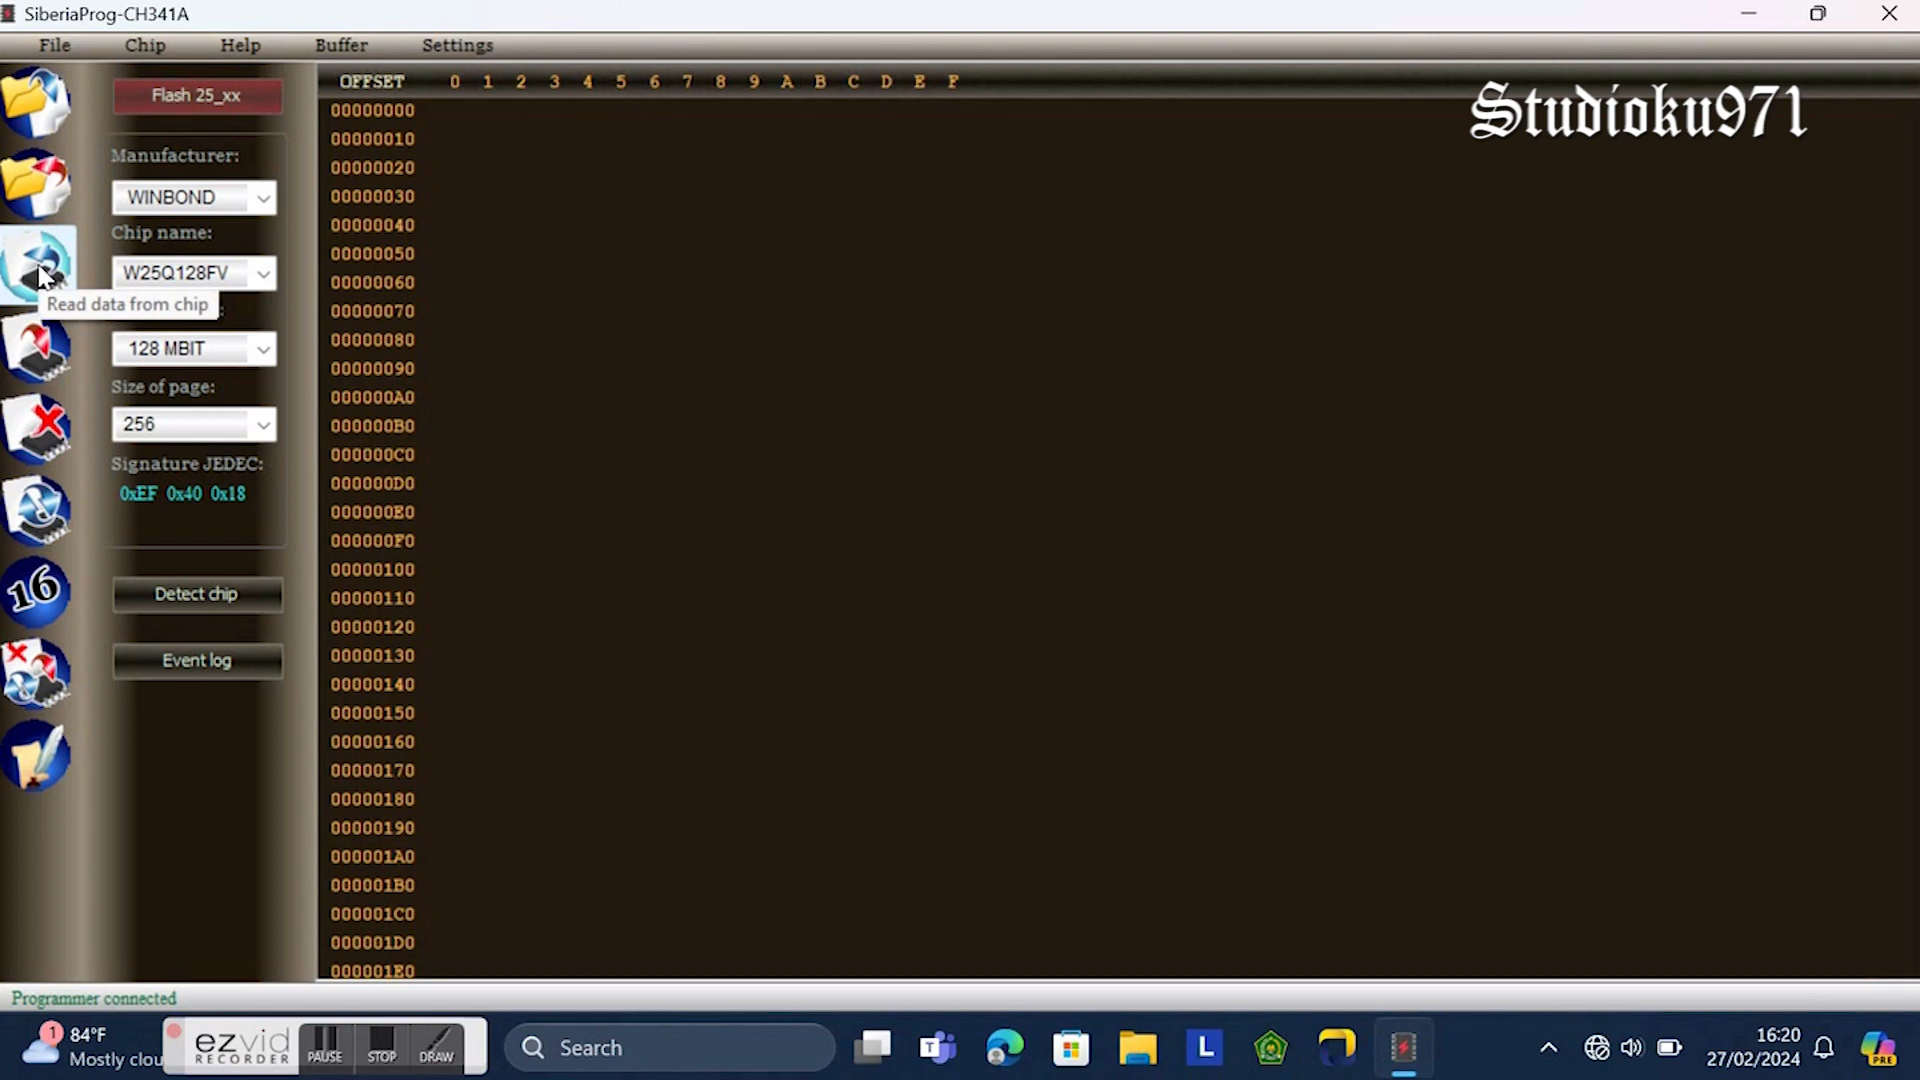 SiberiaProg-CH341A
File Chip Help Buffer Settings
Flash 25_xx
Manufacturer:
WINBOND
Chip name:
W25Q128FV
Read data from chip
128 MBIT
Size of page:
256
Signature JEDEC:
0xEF 0x40 0x18
Detect chip
Event log
16
OFFSET 0 1 2 3 4 5 6 7 8 9 A B C D E F
00000000
00000010
00000020
00000030
00000040
00000050
00000060
00000070
00000080
00000090
000000A0
000000B0
000000C0
000000D0
000000E0
000000F0
00000100
00000110
00000120
00000130
00000140
00000150
00000160
00000170
00000180
00000190
000001A0
000001B0
000001C0
000001D0
000001E0
Studioku971
Programmer connected
1
84°F
Mostly clou
ezvid
RECORDER
PAUSE
STOP
DRAW
Search
T
L
16:20
27/02/2024
PRE